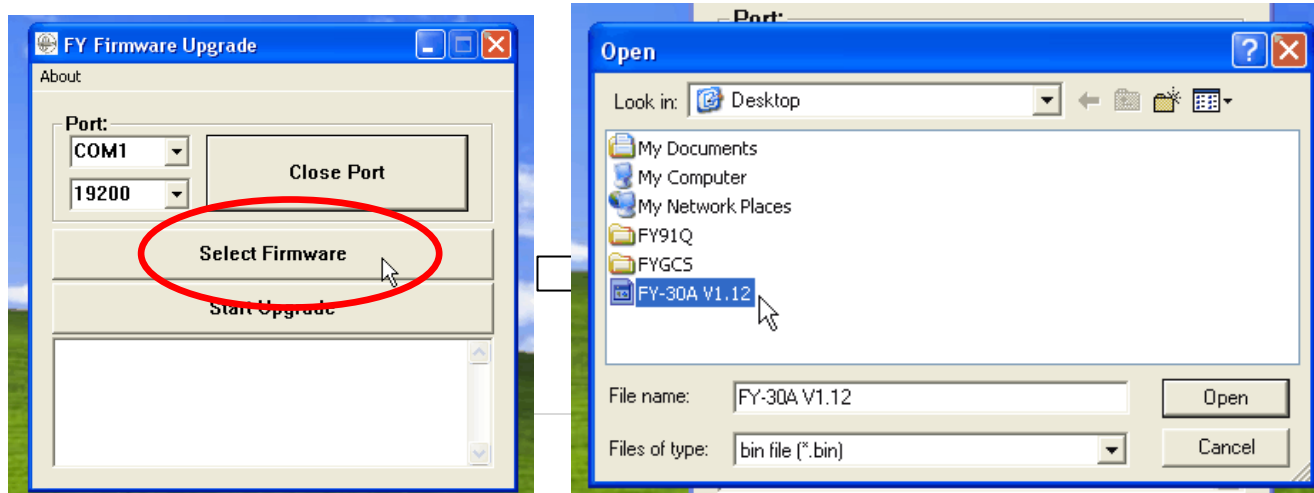 FY Firmware Upgrade
About
Port:
COM1
19200
Close Port
Select Firmware
Start Upgrade
Port:
Open
Look in: Desktop
My Documents
My Computer
My Network Places
FY91Q
FYGCS
FY-30A V1.12
File name: FY-30A V1.12 Open
Files of type: bin file (*.bin) Cancel